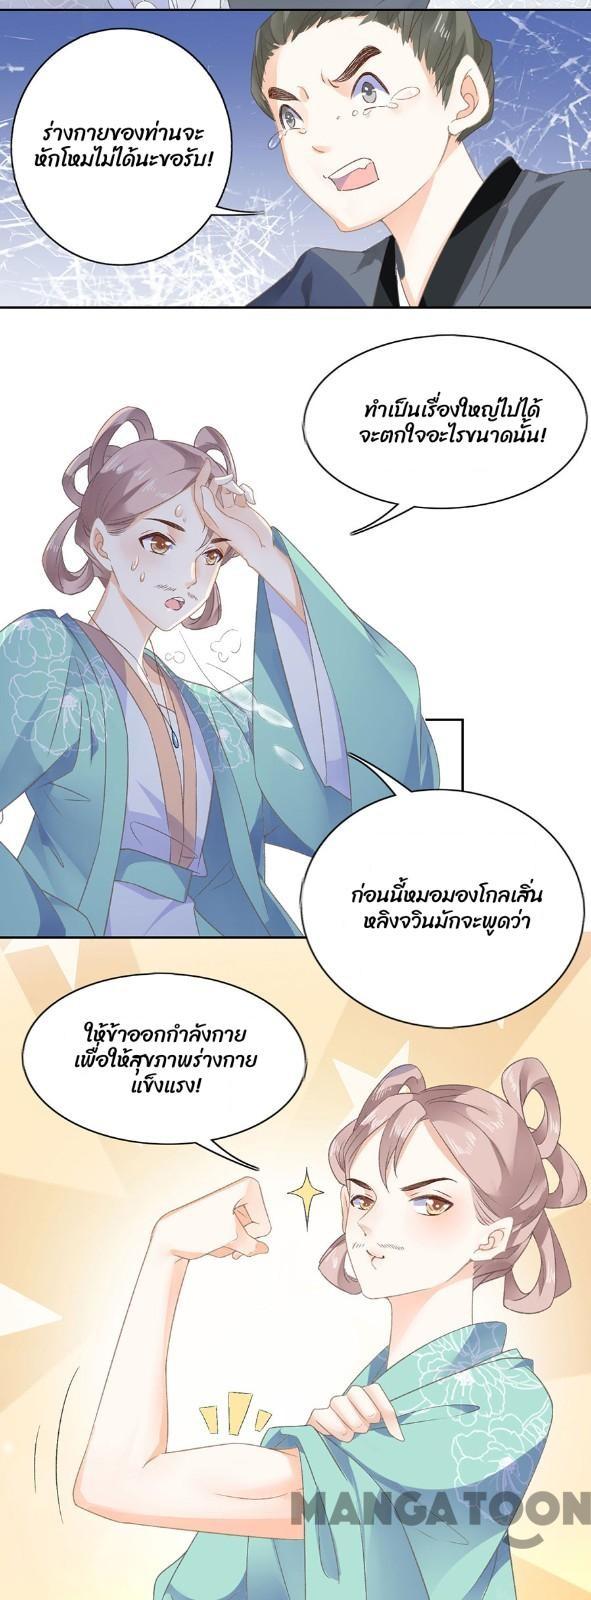 ร่างกายของท่านจะ
หักโหมไม่ได้นะขอรับ!
ทำเป็นเรื่องใหญ่ไปได้
จะตกใจอะไรขนาดนั้น!
ก่อนนี้หมอมองโกลเสิ่น
หลิงจวินมักจะพูดว่า
ให้ข้าออกกำลังกาย
เพื่อให้สุขภาพร่างกาย
แข็งแรง!
MANGATOON